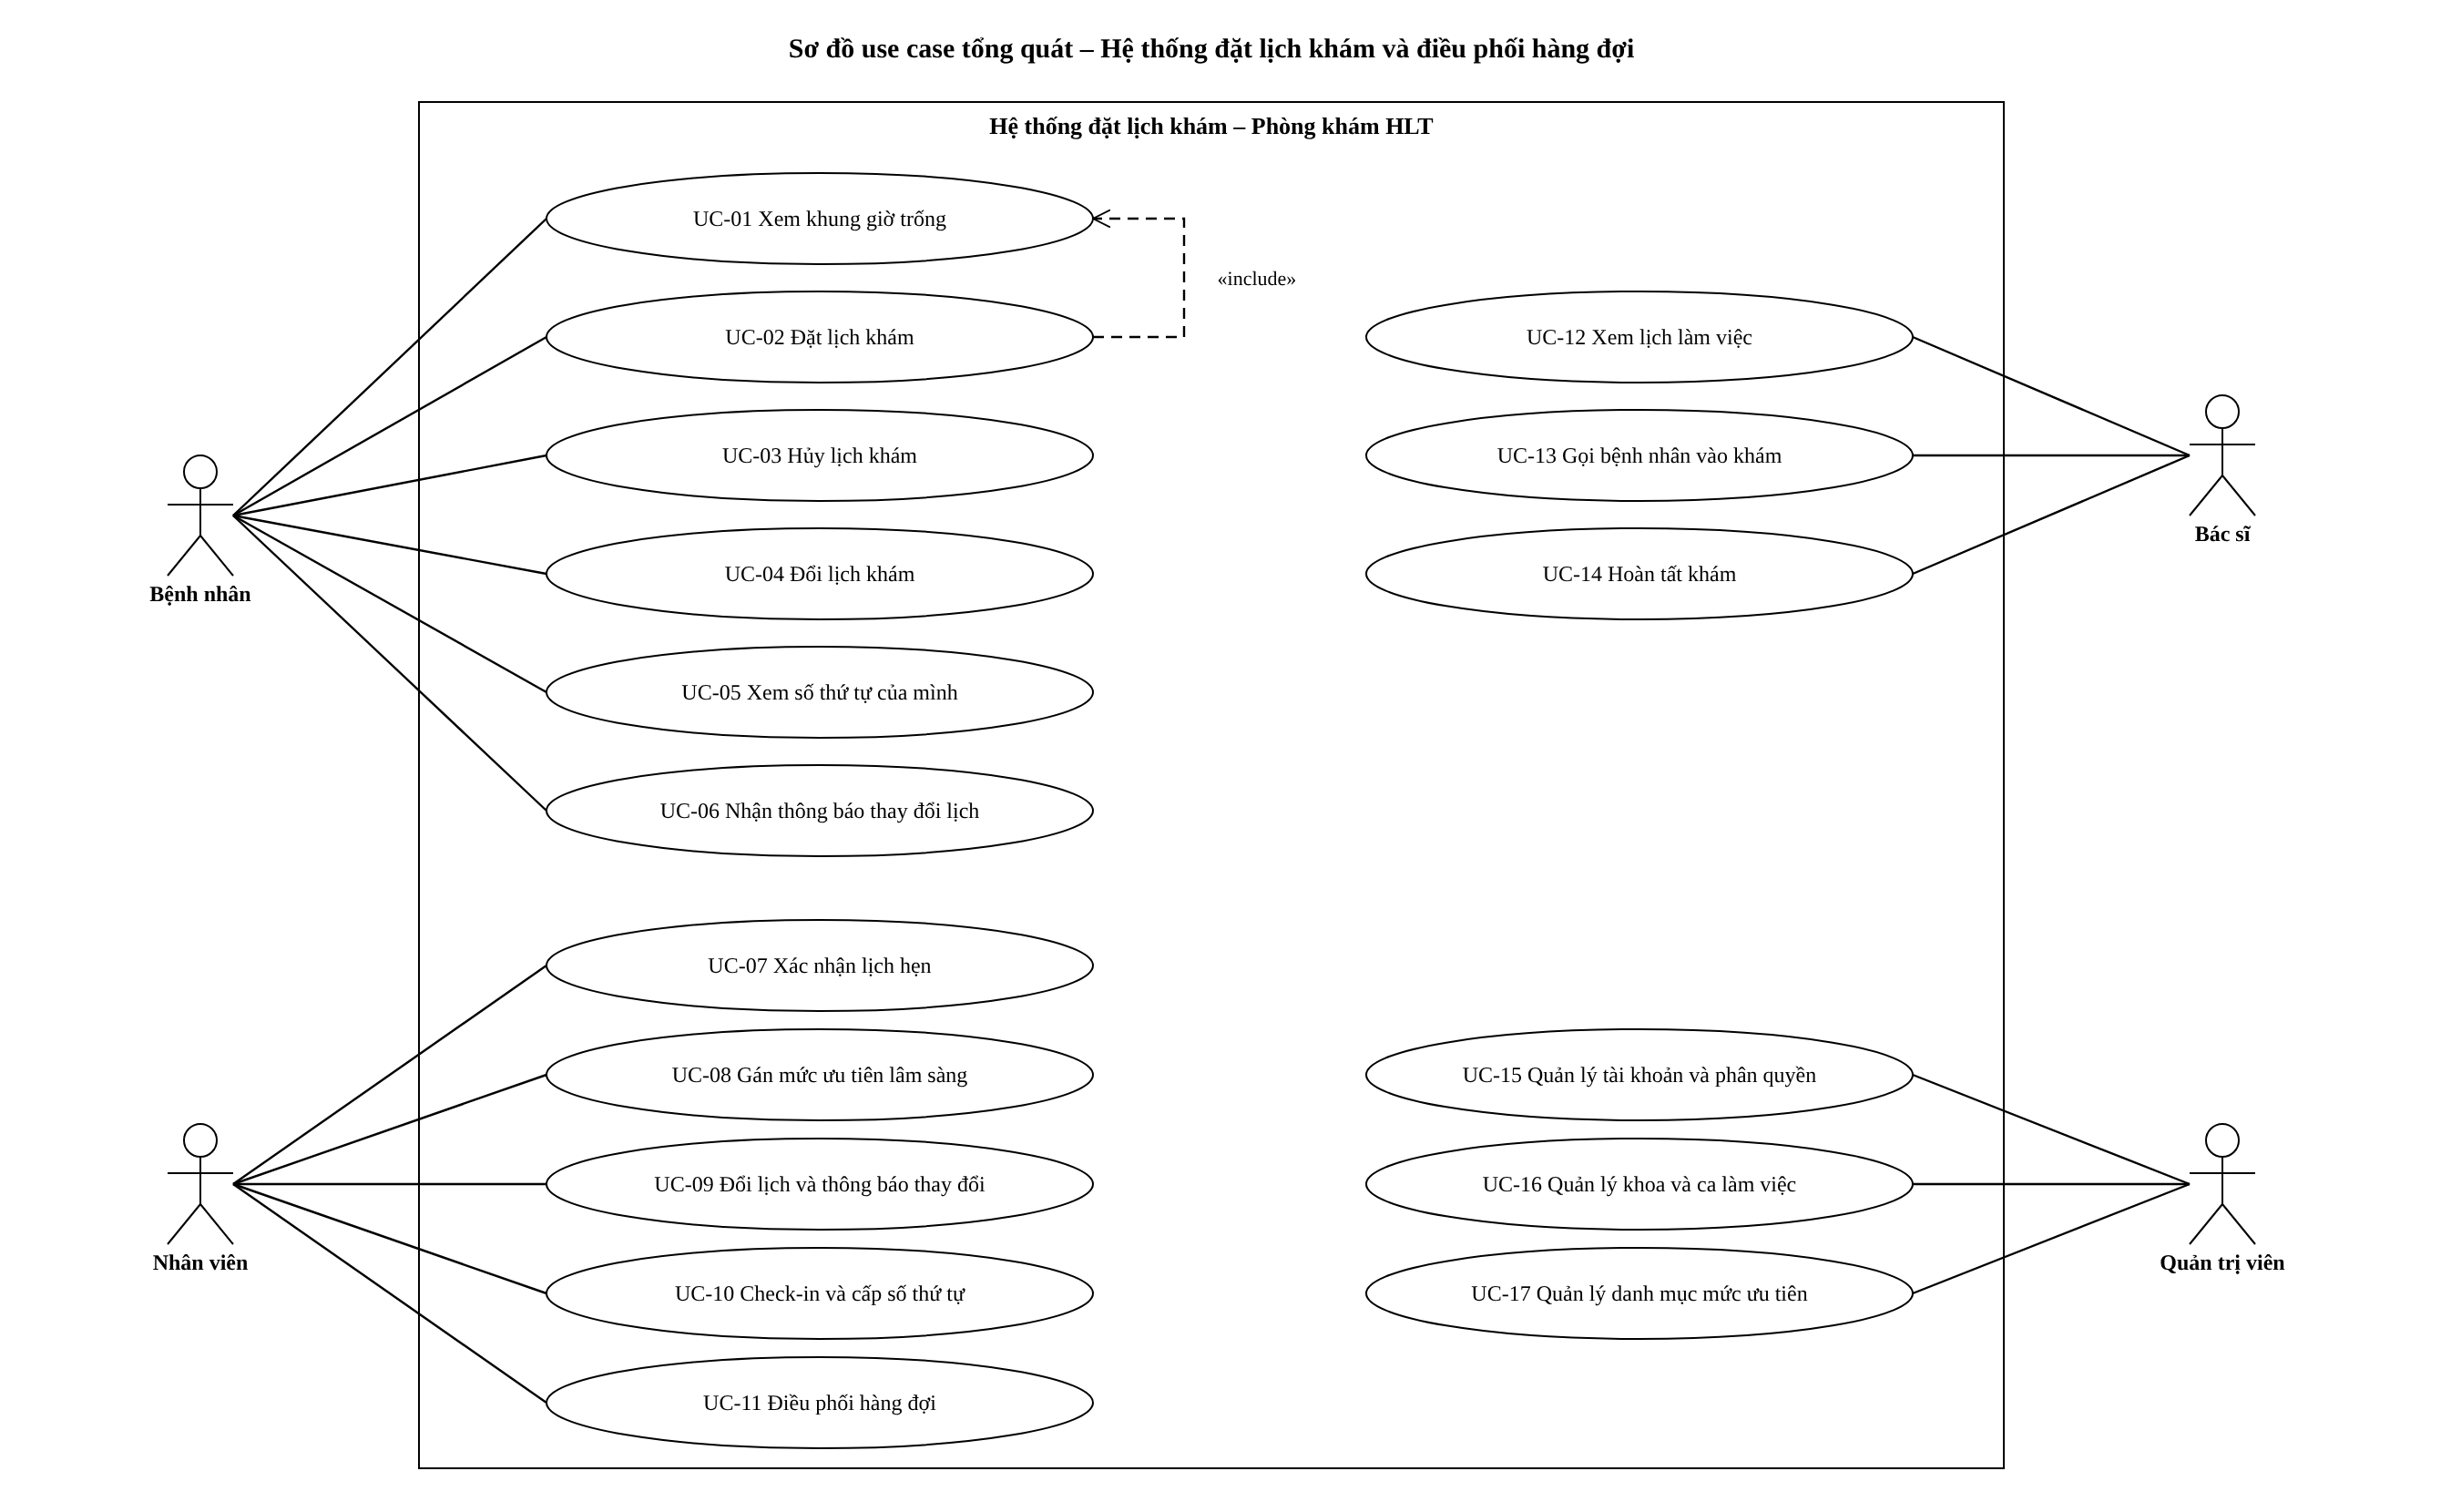 Sơ đồ use case tổng quát – Hệ thống đặt lịch khám và điều phối hàng đợi
Hệ thống đặt lịch khám – Phòng khám HLT
UC-01 Xem khung giờ trống
«include»
UC-02 Đặt lịch khám
UC-03 Hủy lịch khám
UC-04 Đổi lịch khám
UC-05 Xem số thứ tự của mình
UC-06 Nhận thông báo thay đổi lịch
Bệnh nhân
UC-12 Xem lịch làm việc
UC-13 Gọi bệnh nhân vào khám
UC-14 Hoàn tất khám
Bác sĩ
UC-07 Xác nhận lịch hẹn
UC-08 Gán mức ưu tiên lâm sàng
UC-09 Đổi lịch và thông báo thay đổi
UC-10 Check-in và cấp số thứ tự
UC-11 Điều phối hàng đợi
Nhân viên
UC-15 Quản lý tài khoản và phân quyền
UC-16 Quản lý khoa và ca làm việc
UC-17 Quản lý danh mục mức ưu tiên
Quản trị viên